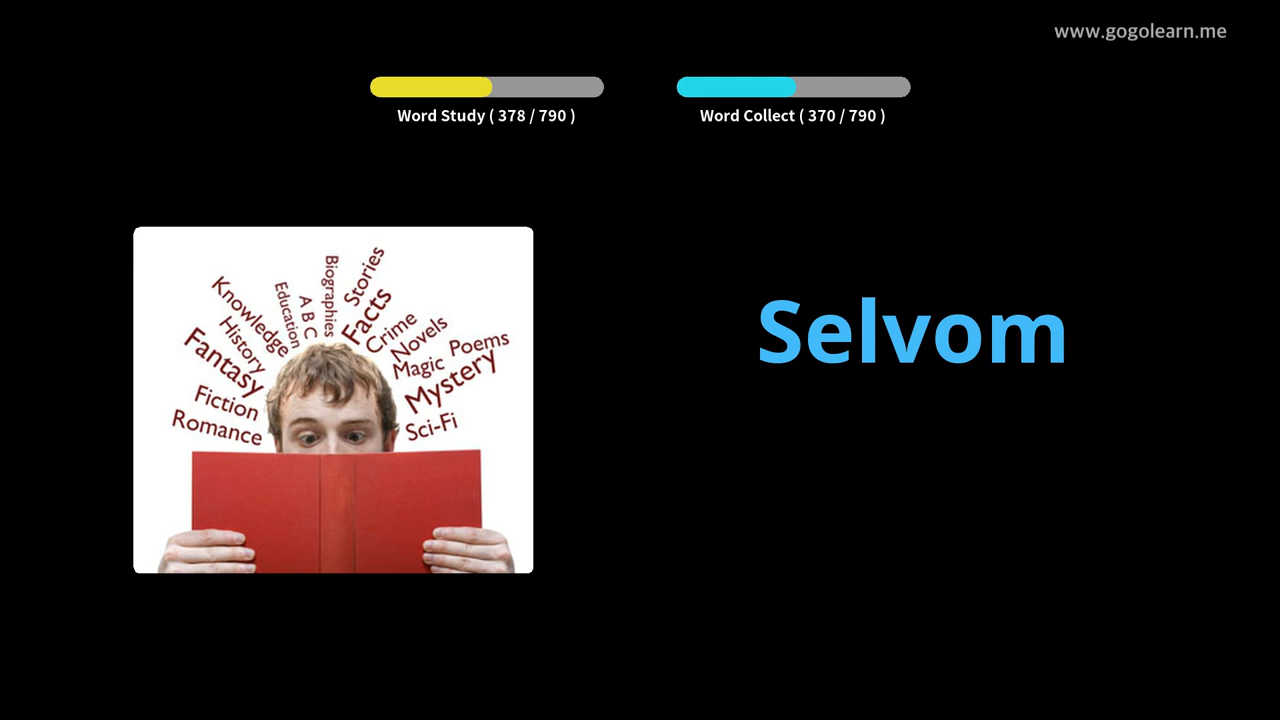 www.gogolearn.me
Word Study ( 378 / 790 )
Word Collect ( 370 / 790 )
Selvom
Biographies
Stories
Education
A B C
Facts
Knowledge
Crime
History
Novels
Fantasy
Poems
Magic
Mystery
Fiction
Romance
Sci-Fi